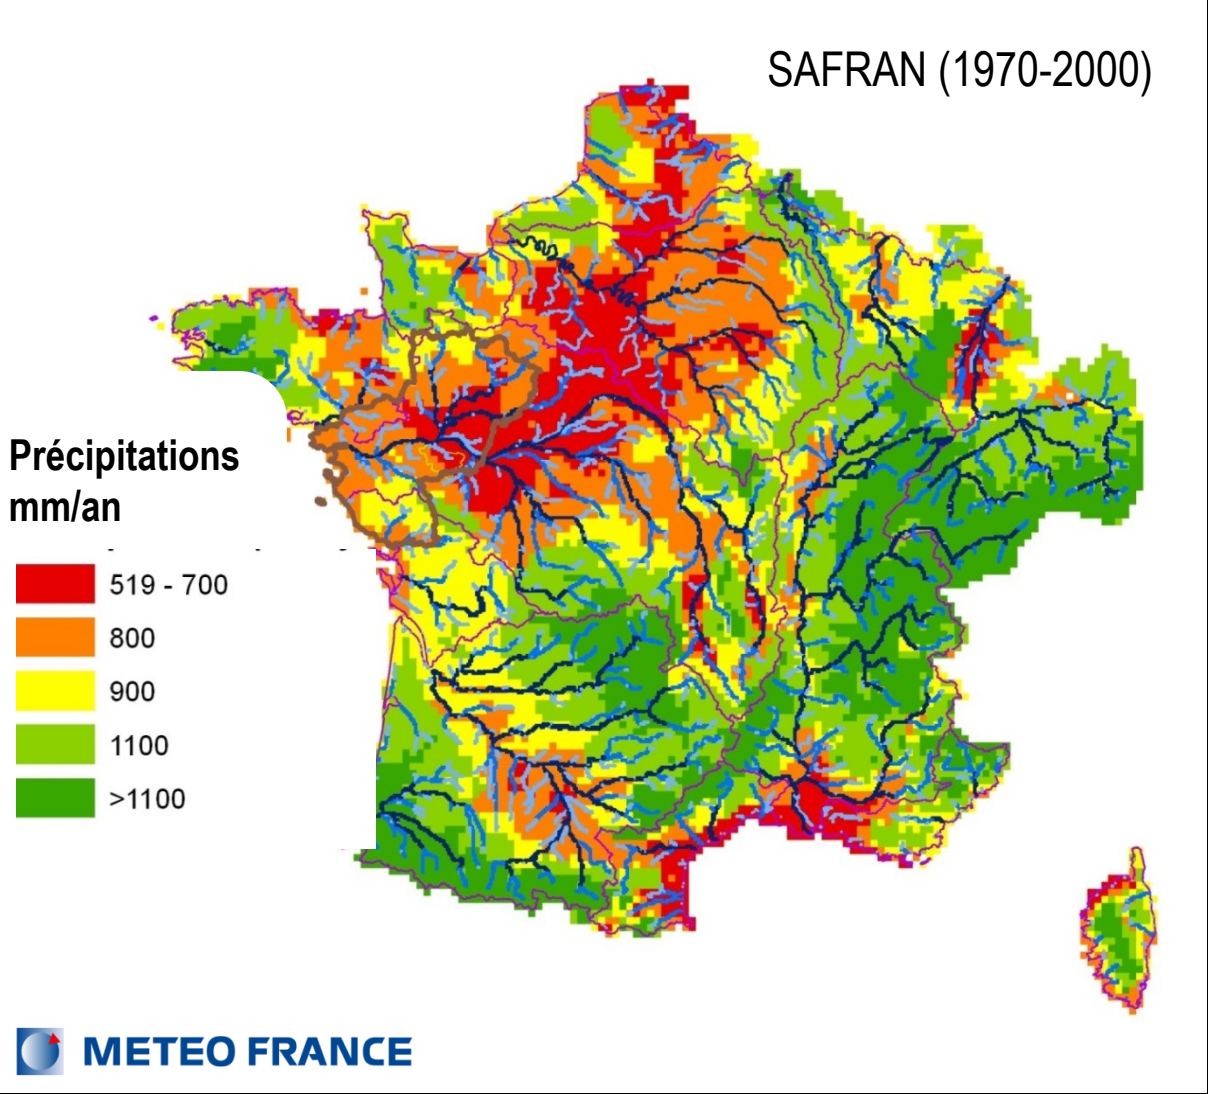 SAFRAN (1970-2000)
Précipitations
mm/an
519 - 700
800
900
1100
>1100
METEO FRANCE